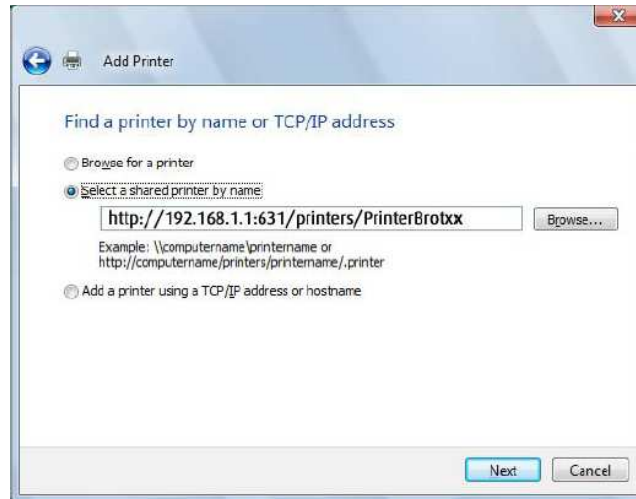 Add Printer
Find a printer by name or TCP/IP address
Browse for a printer
Select a shared printer by name
http://192.168.1.1:631/printers/PrinterBrotxx
Browse...
Example: \\computername\printername or
http://computername/printers/printername/.printer
Add a printer using a TCP/IP address or hostname
Next
Cancel